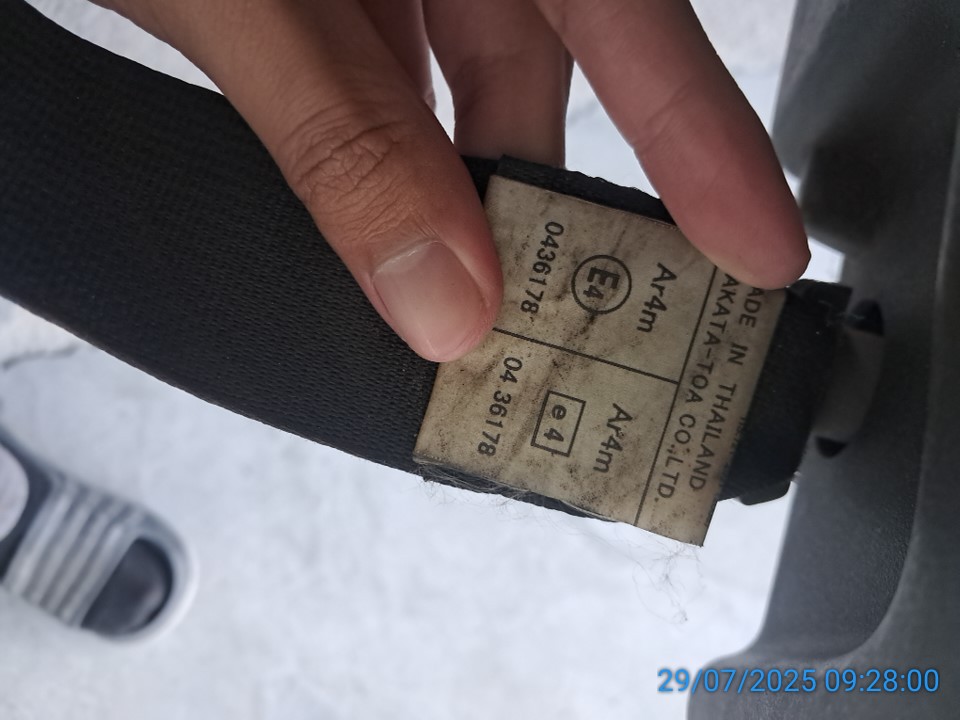 ADE IN THAILAND
AKATA-TOA CO.,LTD.
Ar4m
E4
0436178
Ar4m
e4
04 36178
29/07/2025 09:28:00